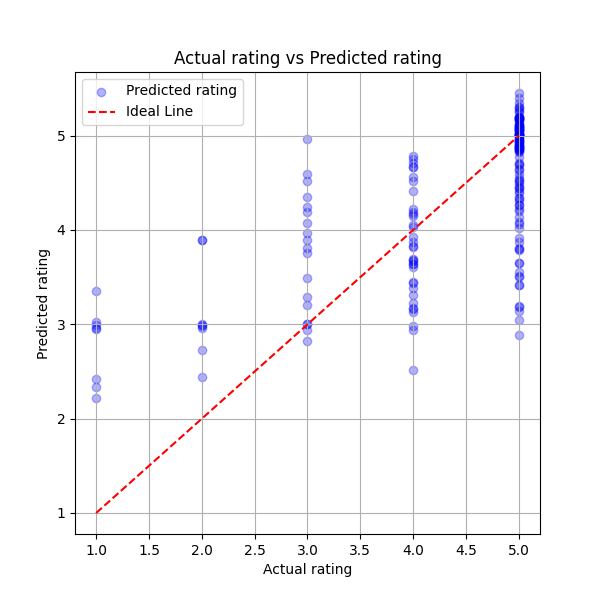 Actual rating vs Predicted rating
Predicted rating
Ideal Line
5
4
3
2
1
Predicted rating
1.0 1.5 2.0 2.5 3.0 3.5 4.0 4.5 5.0
Actual rating